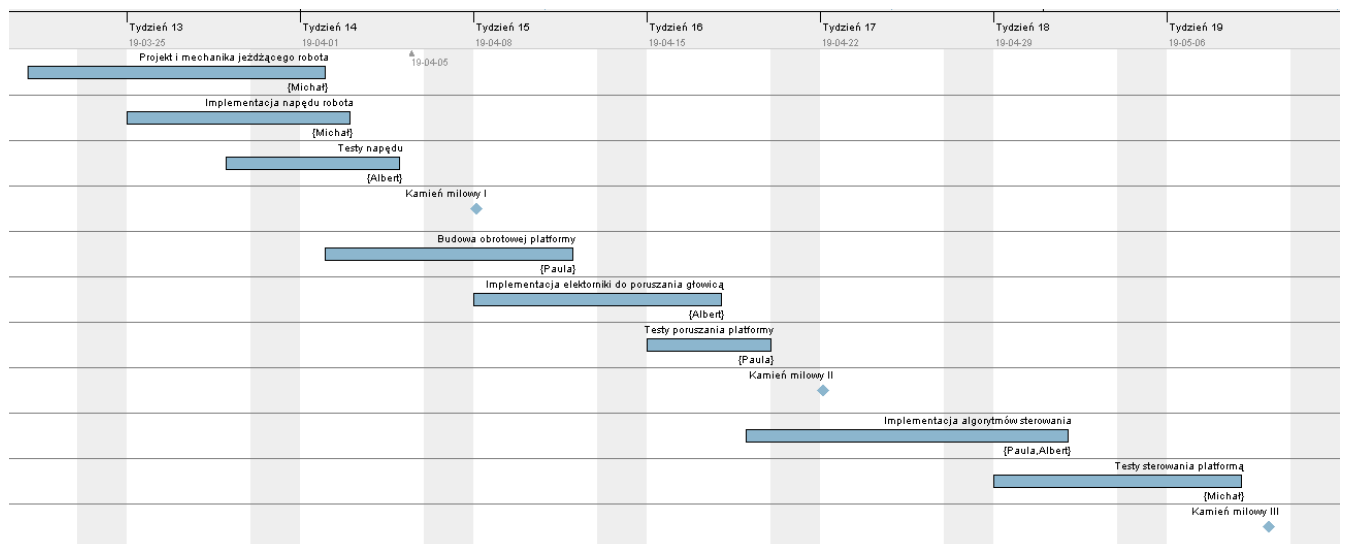 Tydzień 13 Tydzień 14 Tydzień 15 Tydzień 16 Tydzień 17 Tydzień 18 Tydzień 19
19-03-25 19-04-01 19-04-08 19-04-15 19-04-22 19-04-29 19-05-06
19-04-05
Projekt i mechanika jeżdżącego robota
{Michał}
Implementacja napędu robota
{Michał}
Testy napędu
{Albert}
Kamień milowy I
Budowa obrotowej platformy
{Paula}
Implementacja elektorniki do poruszania głowicą
{Albert}
Testy poruszania platformy
{Paula}
Kamień milowy II
Implementacja algorytmów sterowania
{Paula,Albert}
Testy sterowania platformą
{Michał}
Kamień milowy III